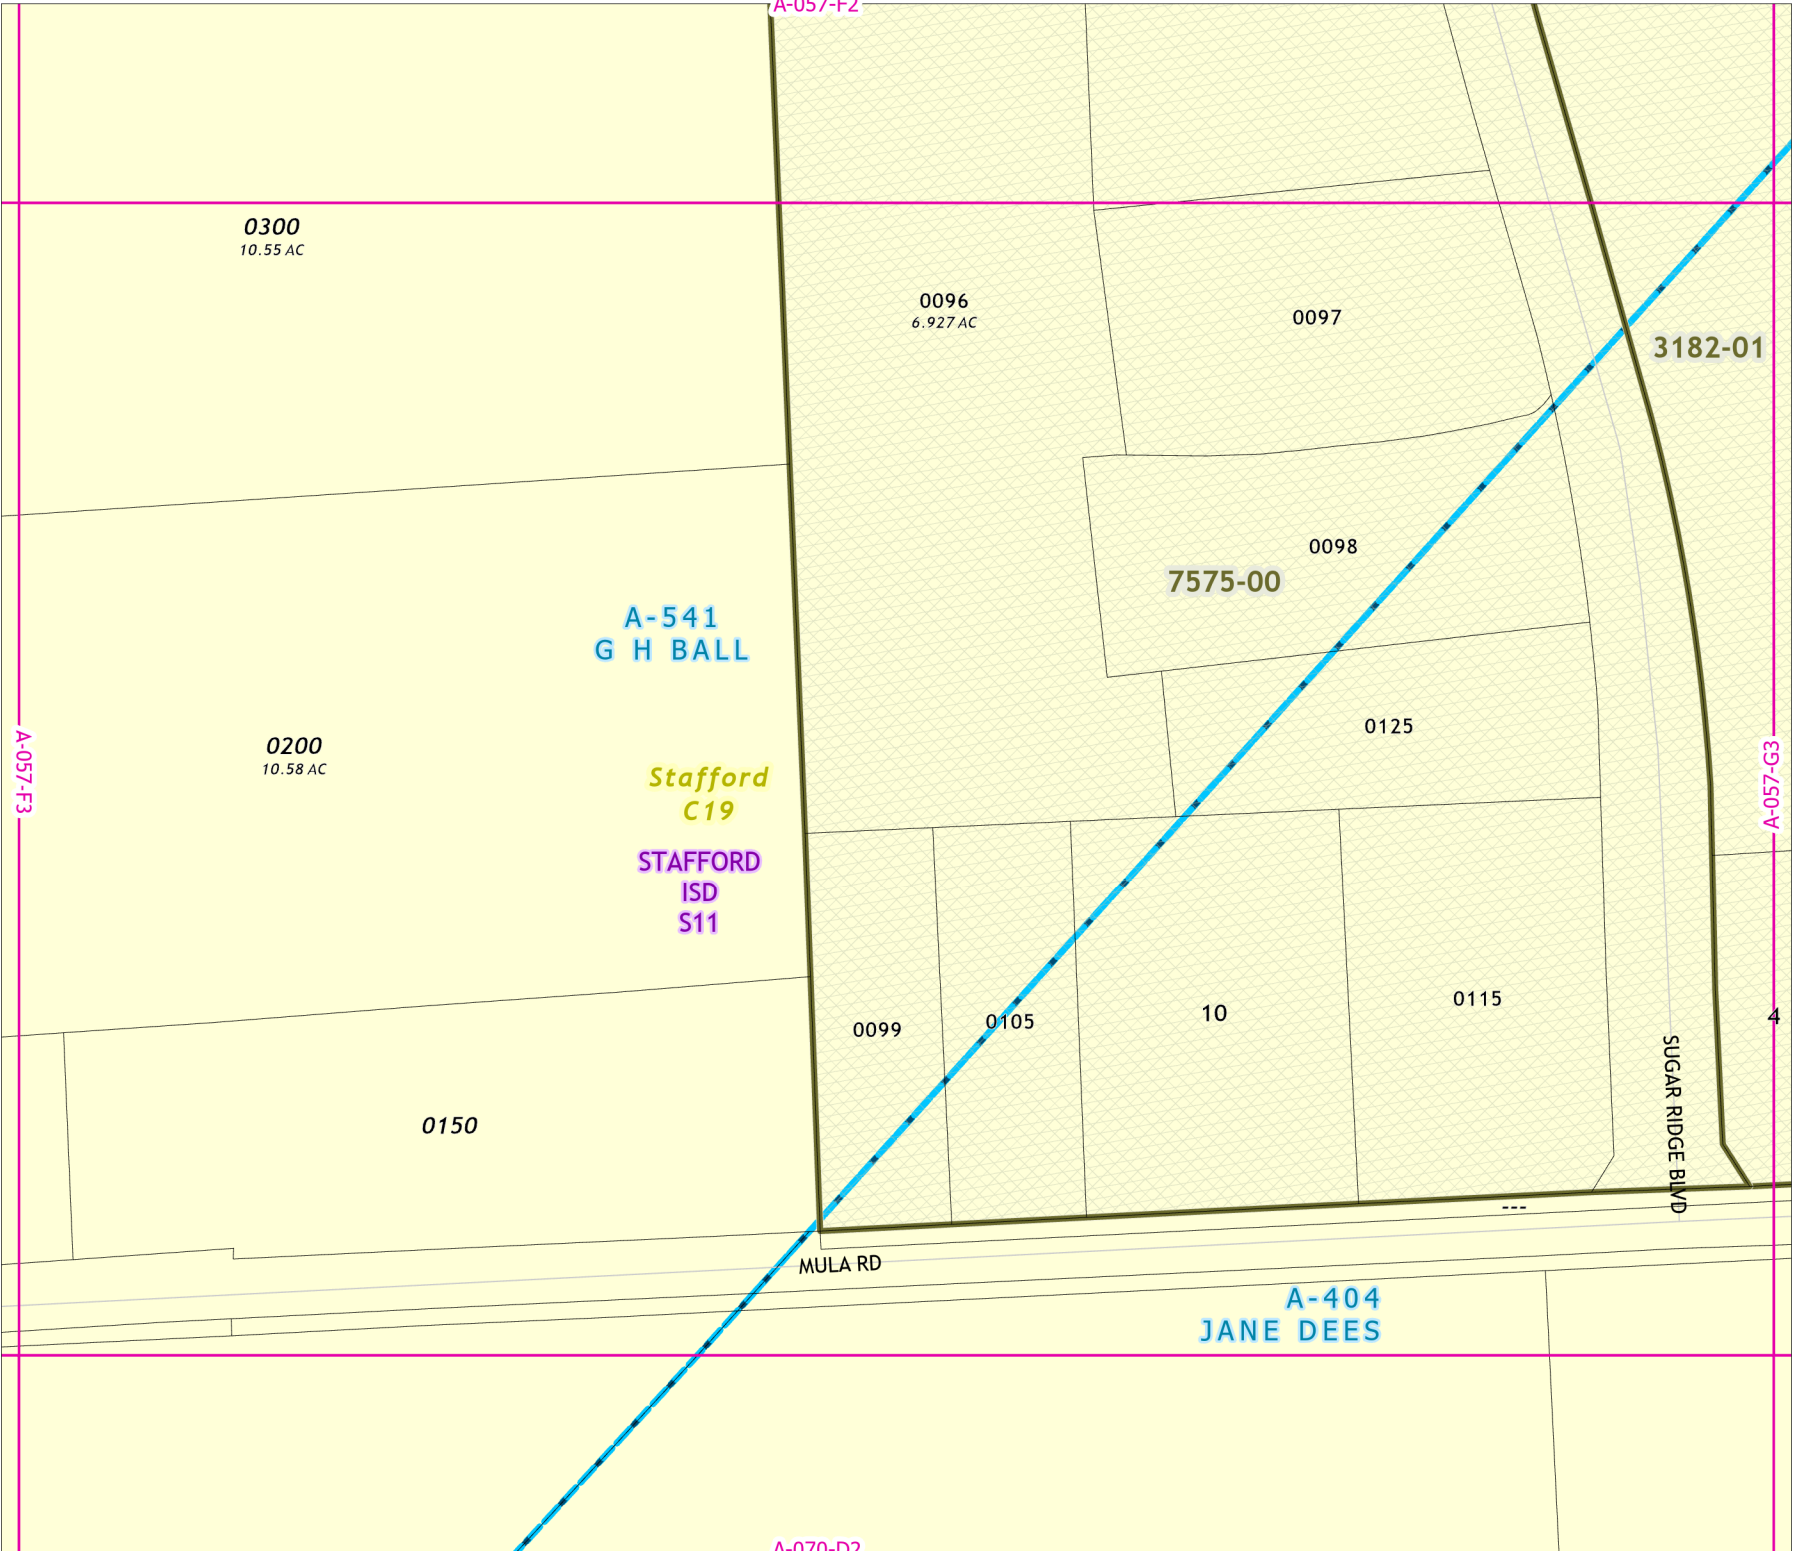 A-057-F2
0300
10.55 AC
0096
6.927 AC
0097
3182-01
0098
7575-00
A-541
G H BALL
0125
0200
10.58 AC
A-057-F3
A-057-G3
Stafford
C19
STAFFORD
ISD
S11
0099
0105
10
0115
4
SUGAR RIDGE BLVD
0150
---
MULA RD
A-404
JANE DEES
A-070-D2